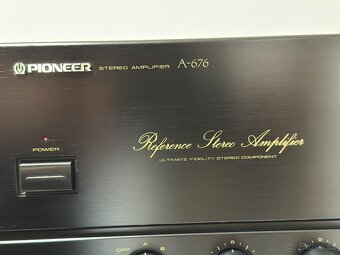 PIONEER STEREO AMPLIFIER A-676
POWER
Reference Stereo Amplifier
ULTIMATE FIDELITY STEREO COMPONENT
OFF A B